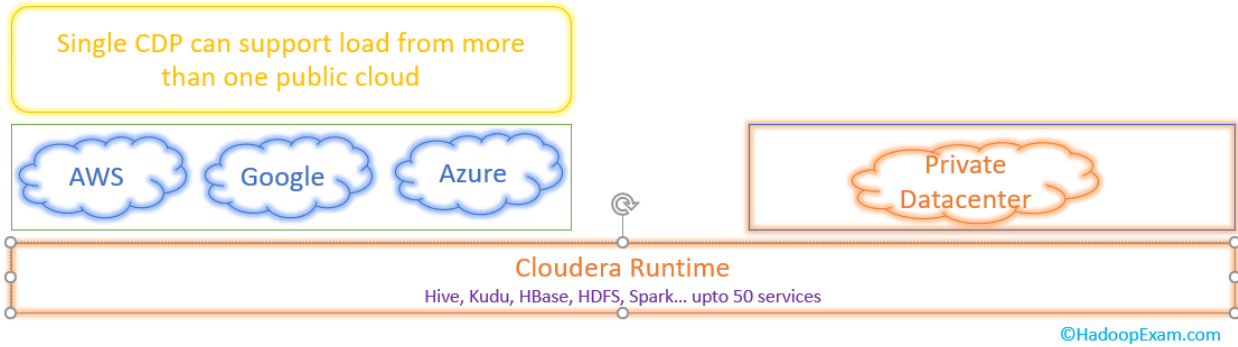 Single CDP can support load from more
than one public cloud
AWS
Google
Azure
Private
Datacenter
Cloudera Runtime
Hive, Kudu, HBase, HDFS, Spark... upto 50 services
©HadoopExam.com